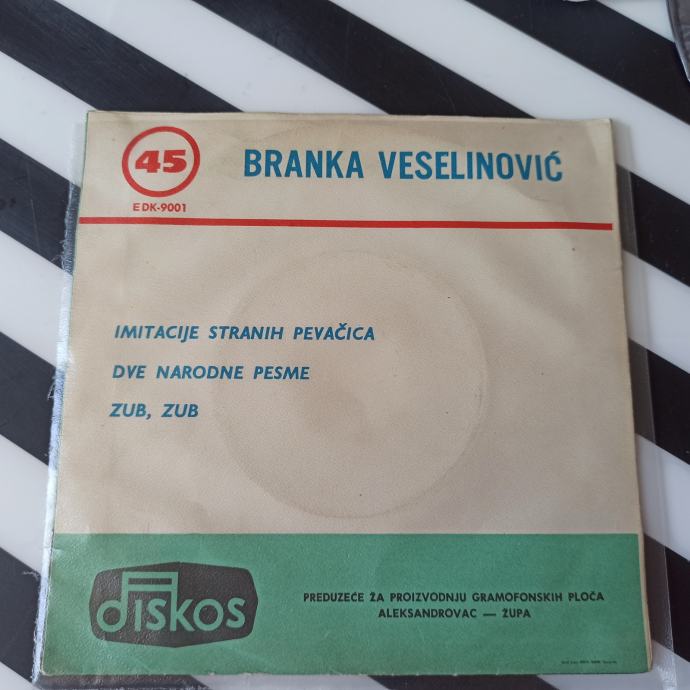 45
EDK-9001
BRANKA VESELINOVIĆ
IMITACIJE STRANIH PEVAČICA
DVE NARODNE PESME
ZUB, ZUB
diskos
PREDUZEĆE ŽA PROIZVODNJU GRAMOFONSKIH PLOČA
ALEKSANDROVAC — ŽUPA